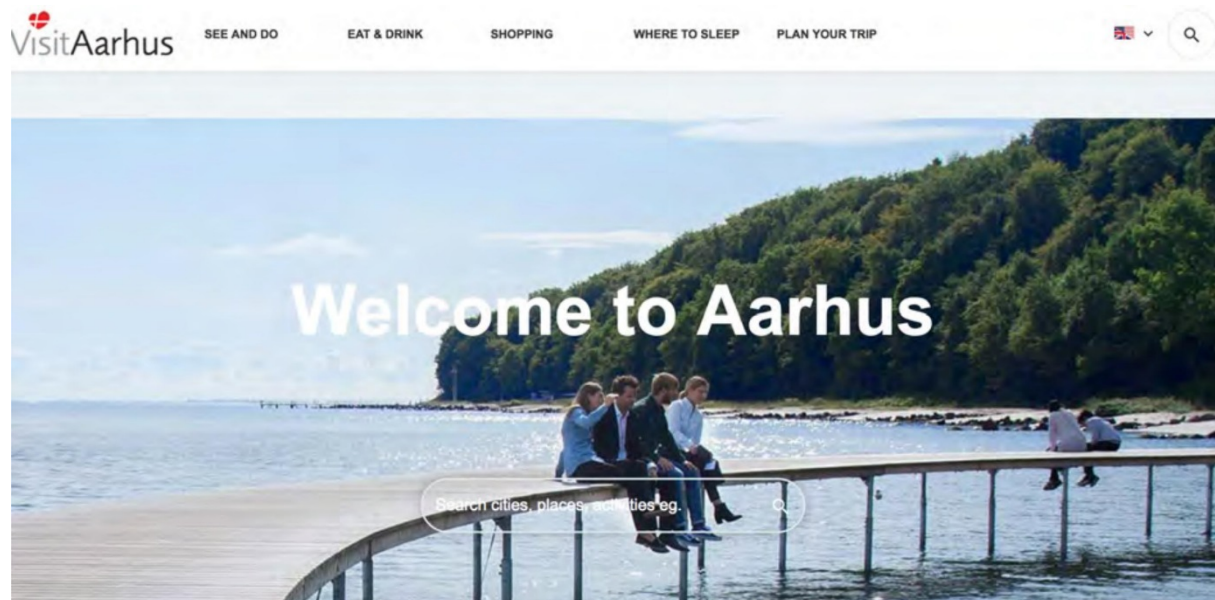 VisitAarhus
SEE AND DO
EAT & DRINK
SHOPPING
WHERE TO SLEEP
PLAN YOUR TRIP
Welcome to Aarhus
Search cities, places, activities eg.